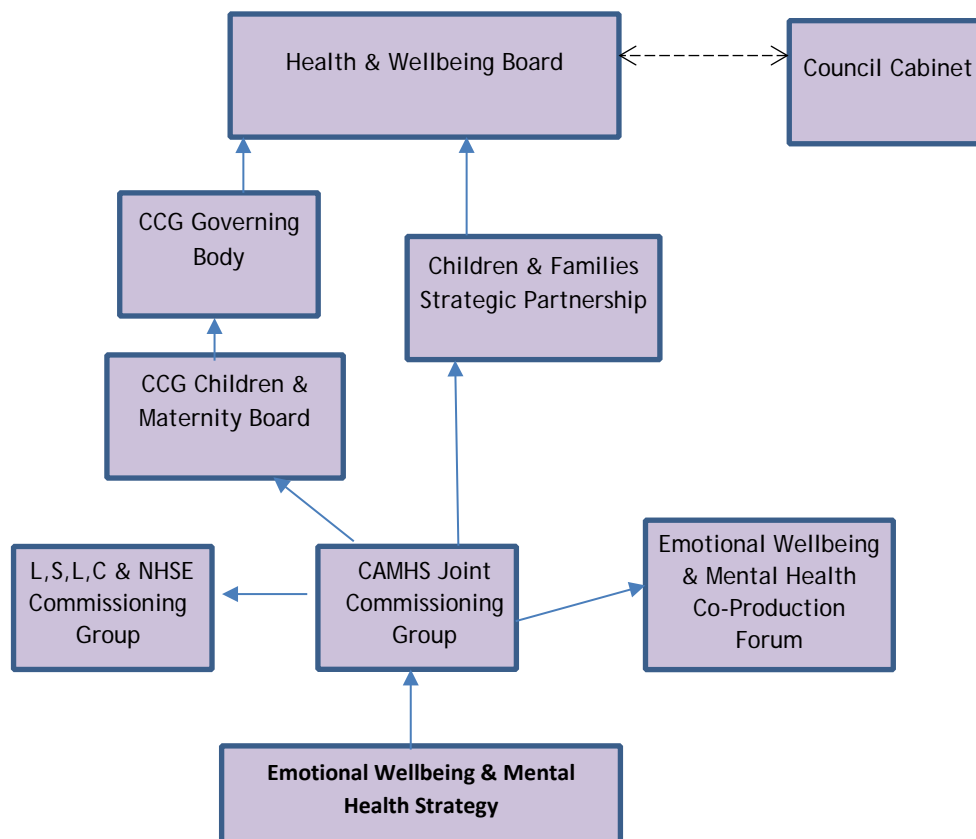 Health & Wellbeing Board
Council Cabinet
CCG Governing
Body
Children & Families
Strategic Partnership
CCG Children &
Maternity Board
L,S,L,C & NHSE
Commissioning
Group
CAMHS Joint
Commissioning
Group
Emotional Wellbeing
& Mental Health
Co-Production
Forum
Emotional Wellbeing & Mental
Health Strategy